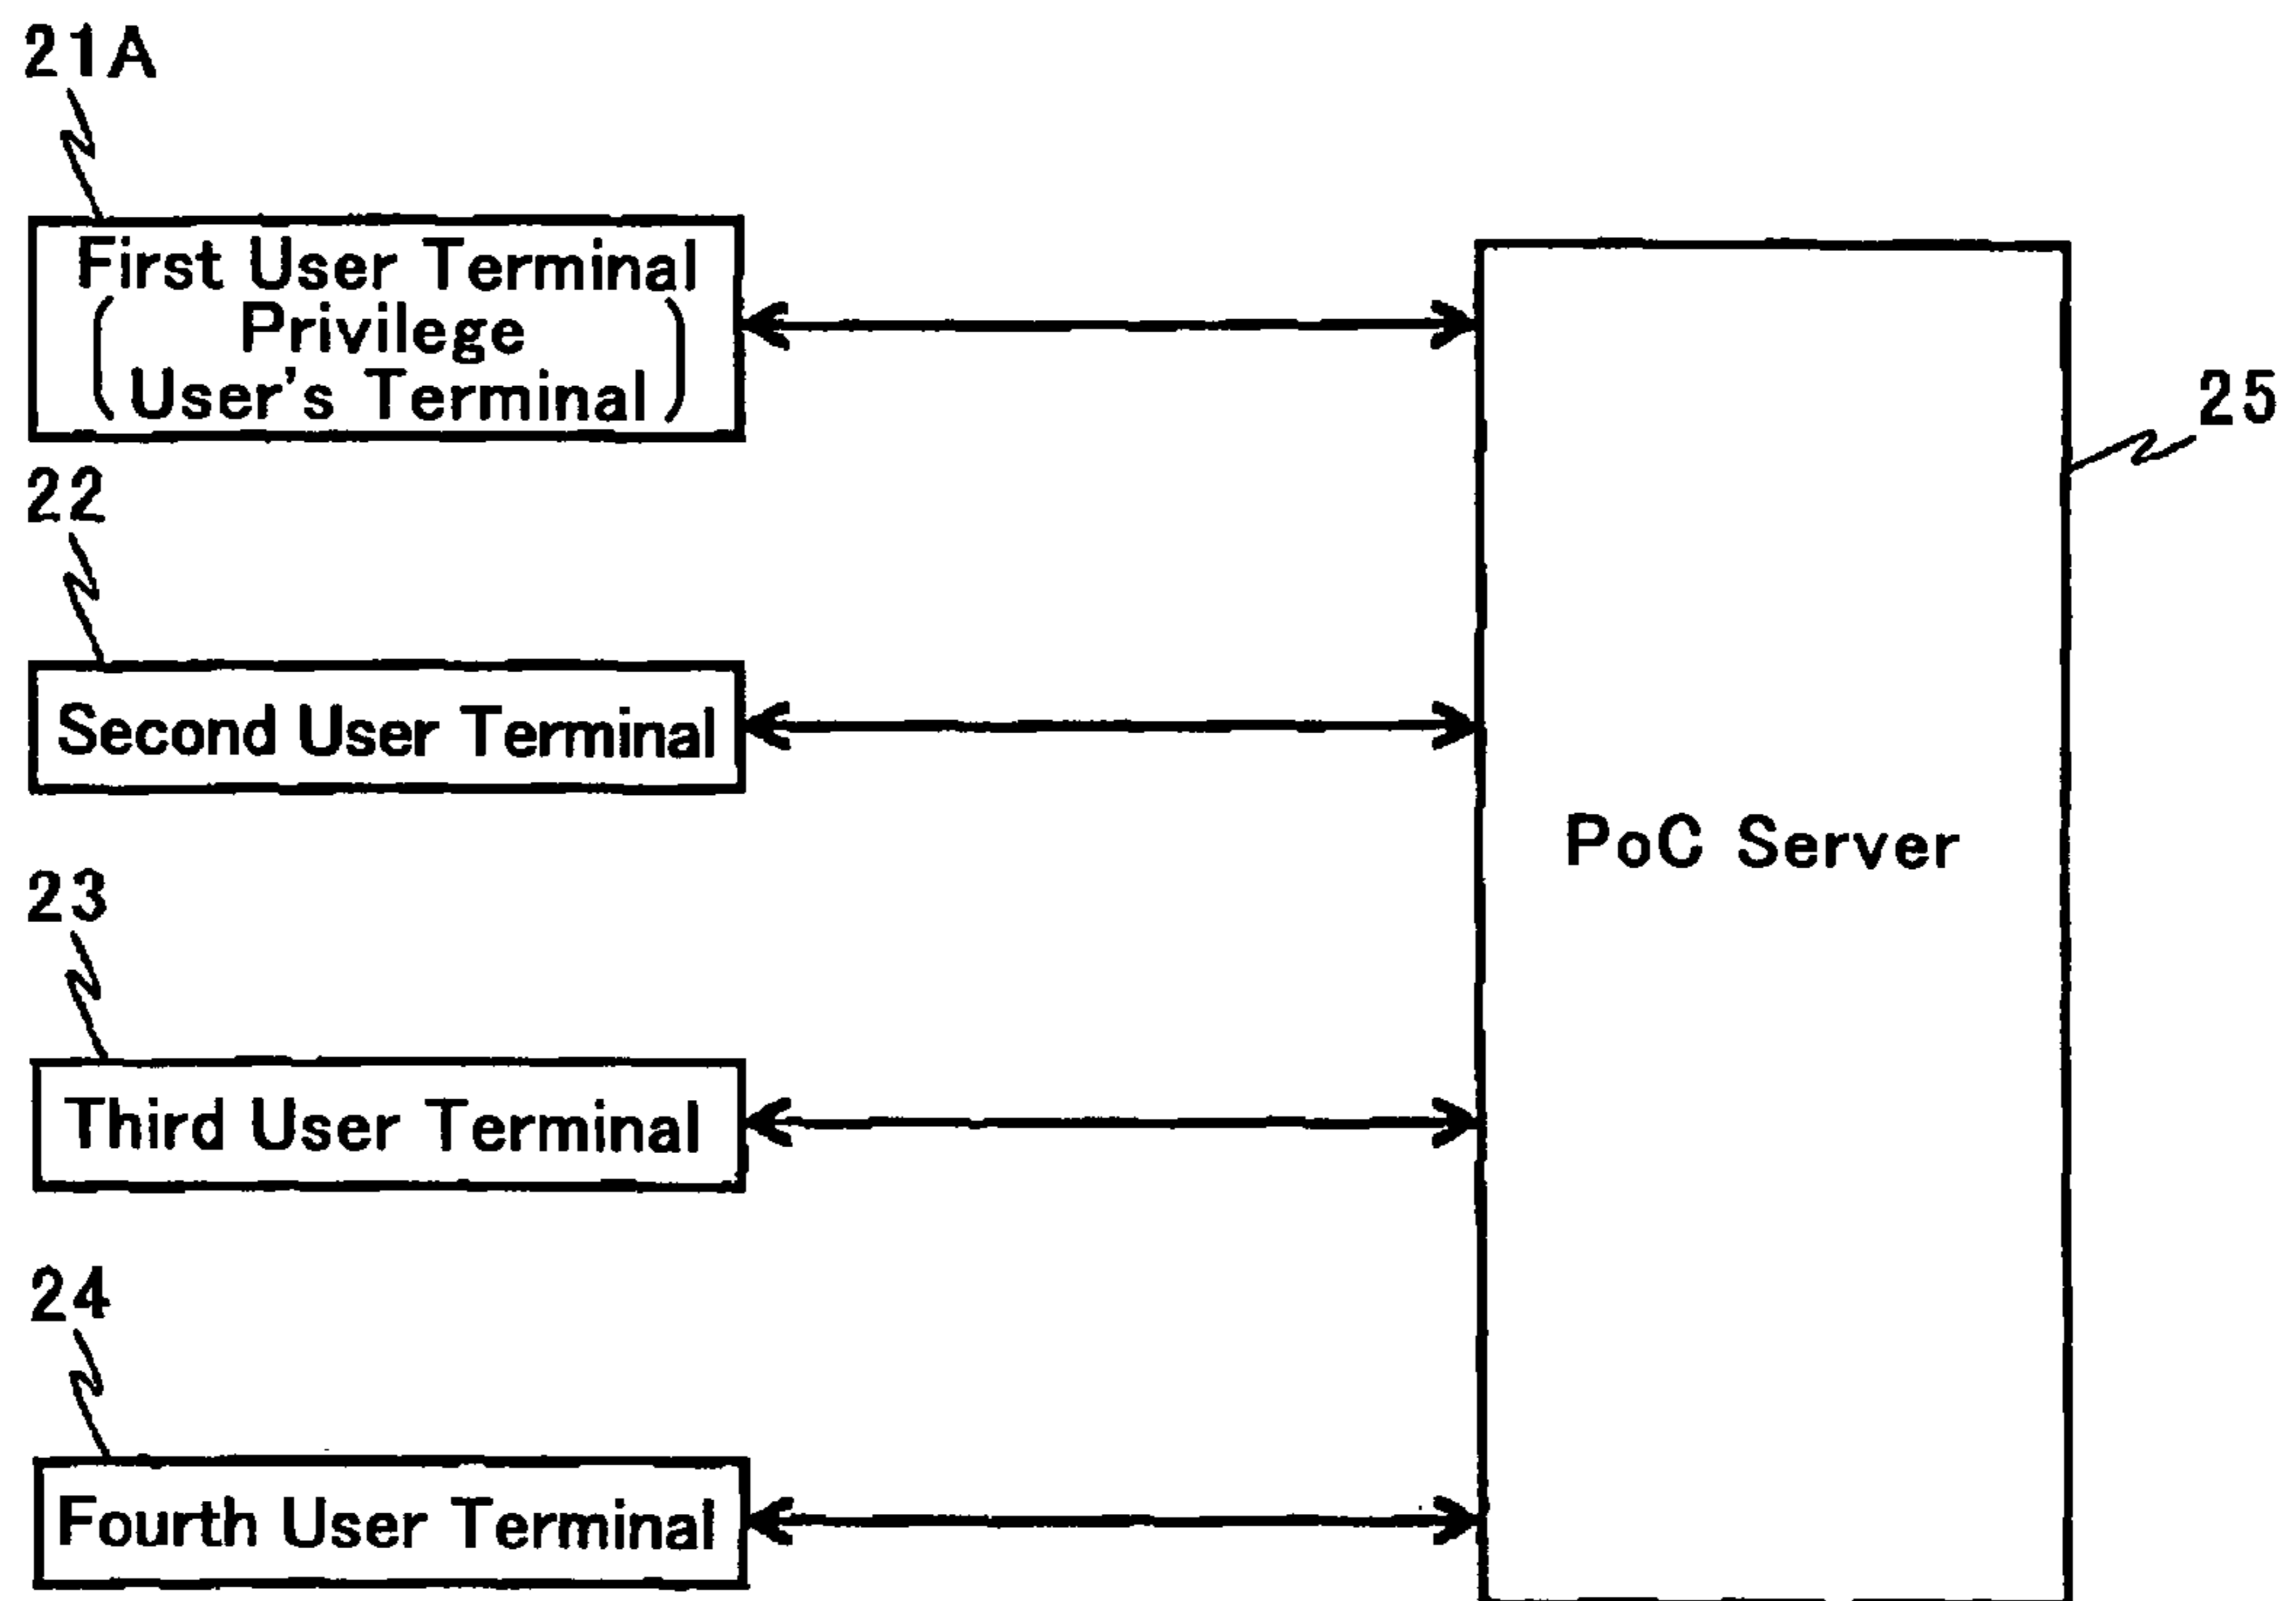 21A
First User Terminal
( Privilege
User's Terminal )
22
Second User Terminal
23
Third User Terminal
24
Fourth User Terminal
25
PoC Server